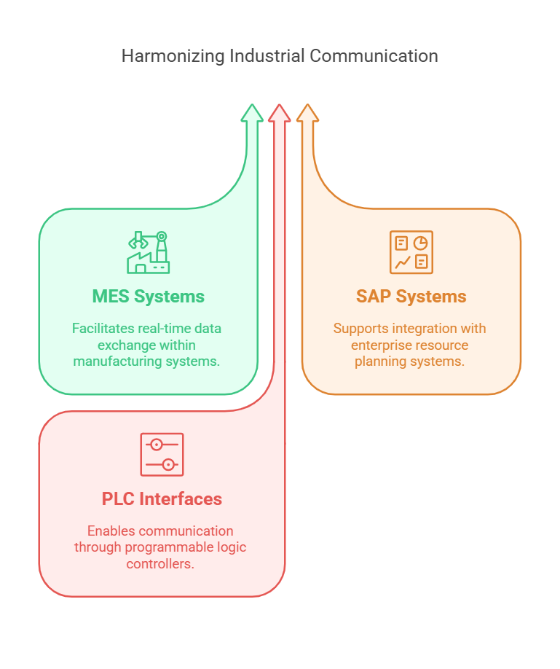 Harmonizing Industrial Communication
MES Systems
Facilitates real-time data
exchange within
manufacturing systems.
SAP Systems
Supports integration with
enterprise resource
planning systems.
PLC Interfaces
Enables communication
through programmable logic
controllers.